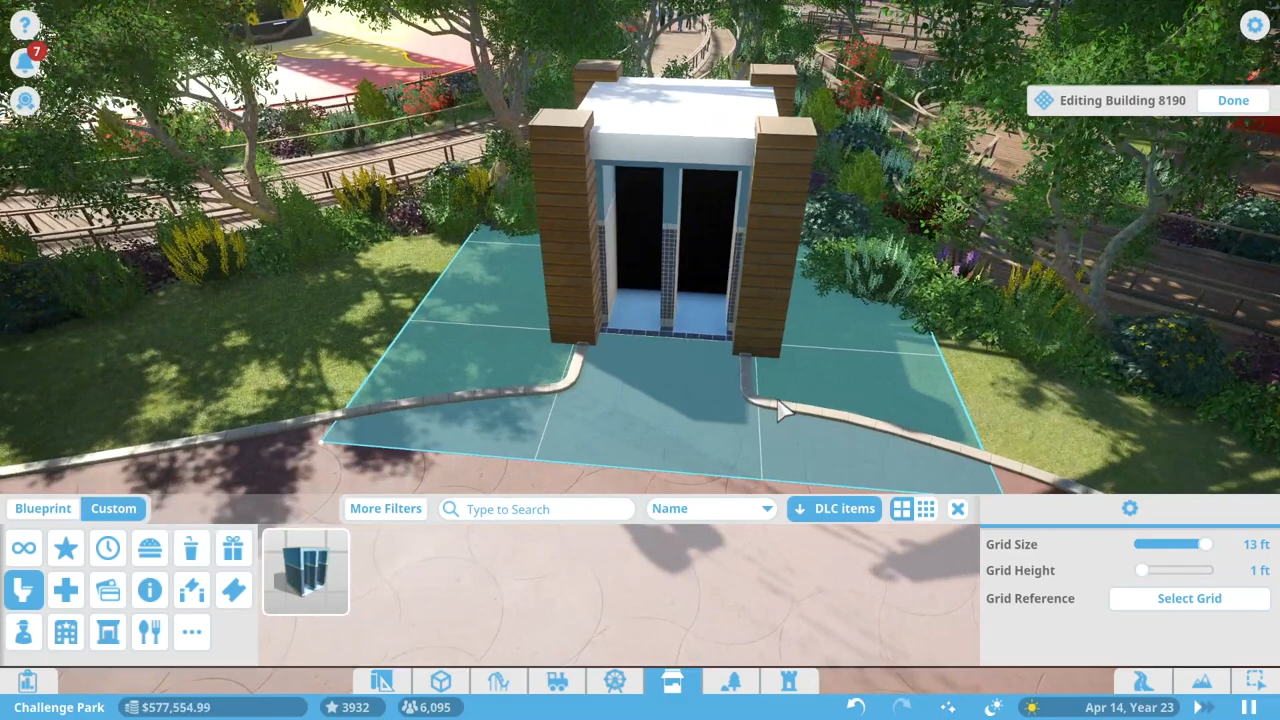 ?
7
Editing Building 8190
Done
Blueprint
Custom
More Filters
Type to Search
Name
DLC items
Grid Size
13 ft
Grid Height
1 ft
Grid Reference
Select Grid
Challenge Park
$577,554.99
3932
6,095
Apr 14, Year 23